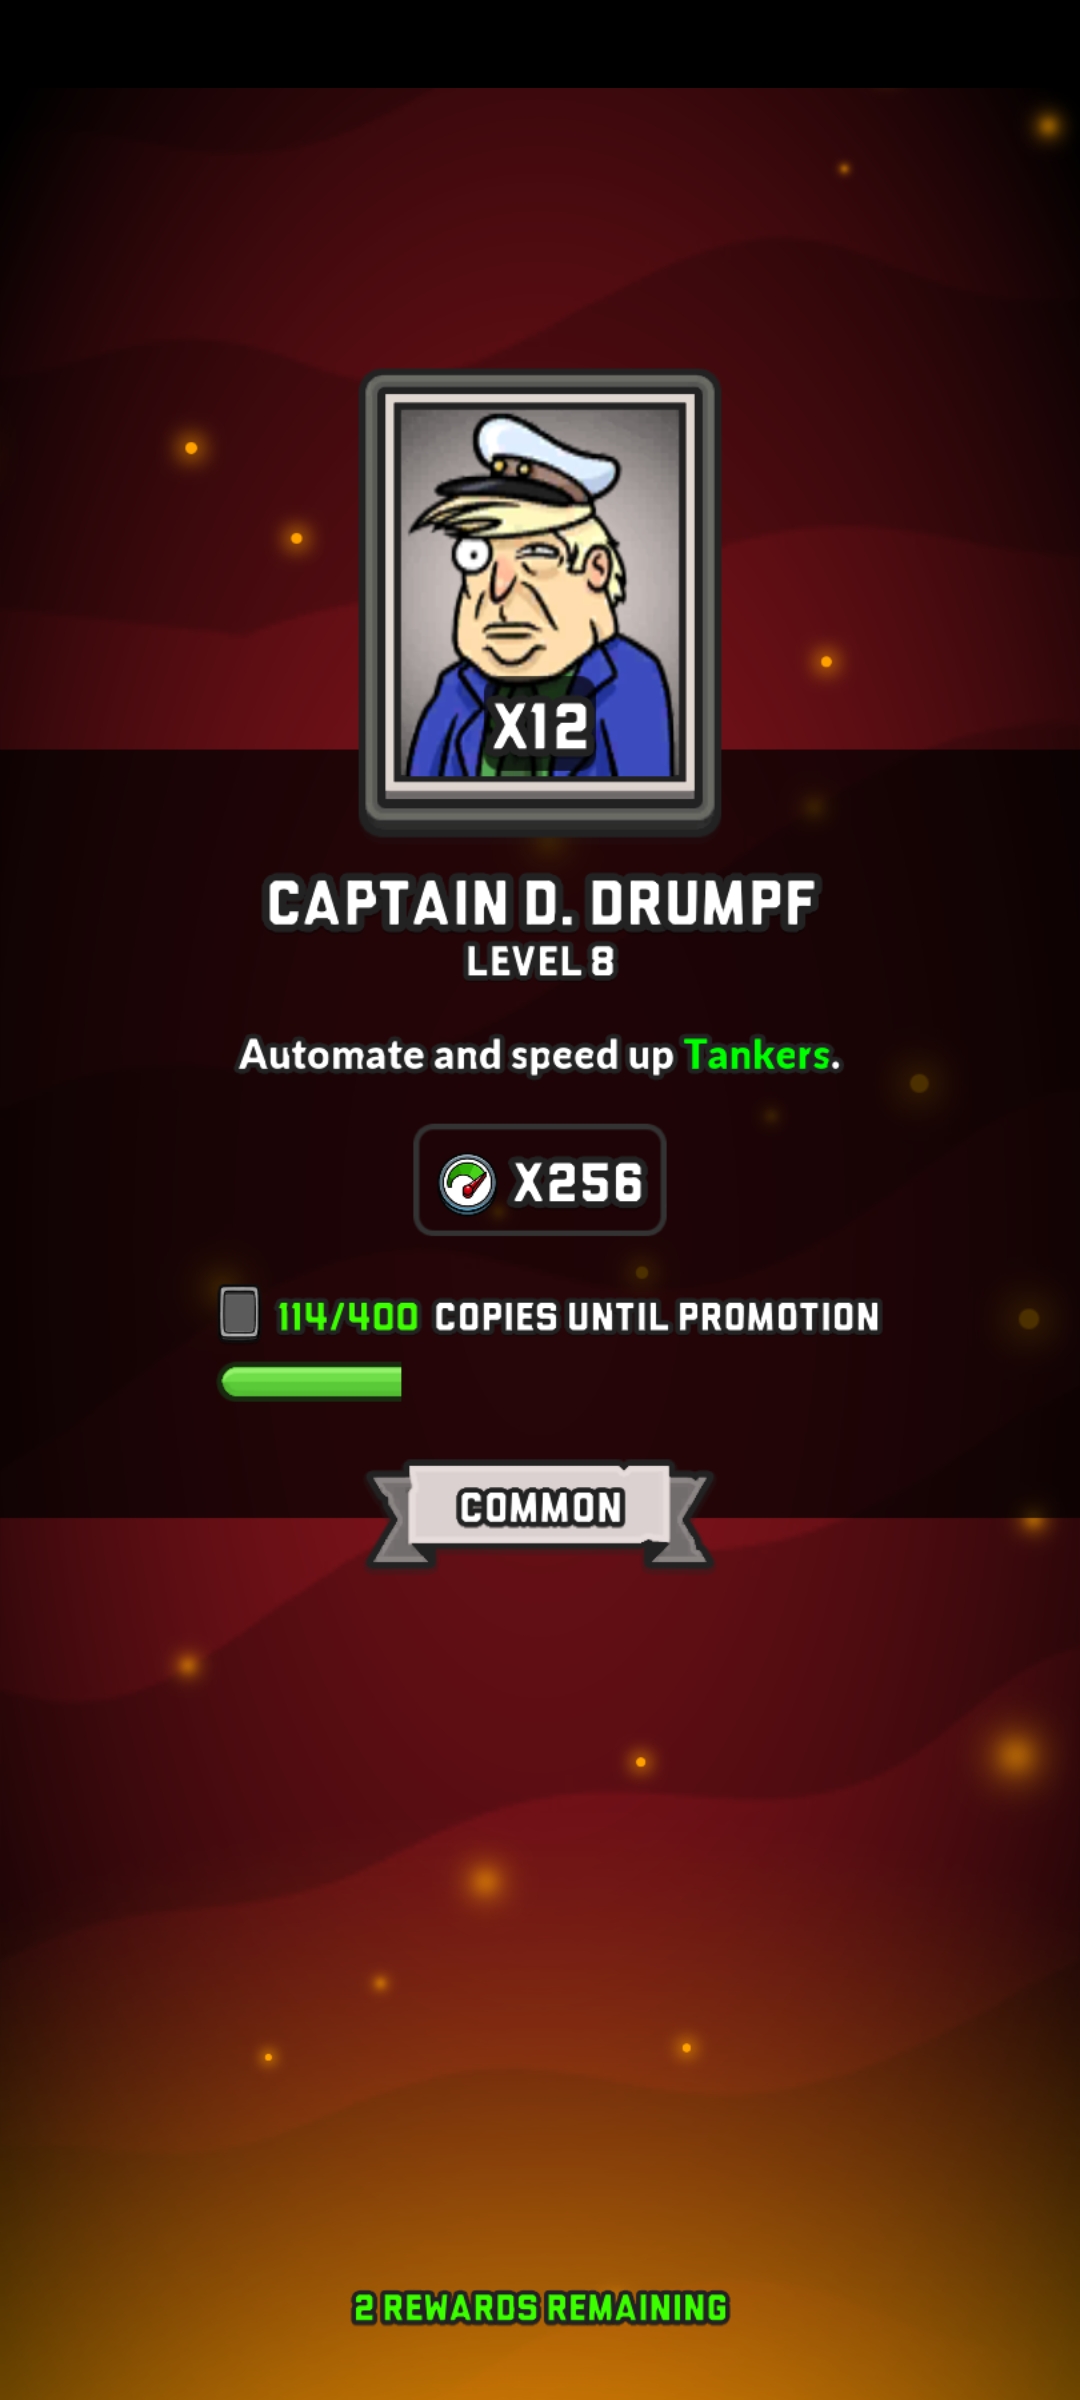 X12
CAPTAIN D. DRUMPF
LEVEL 8
Automate and speed up Tankers.
X256
114/400 COPIES UNTIL PROMOTION
COMMON
2 REWARDS REMAINING